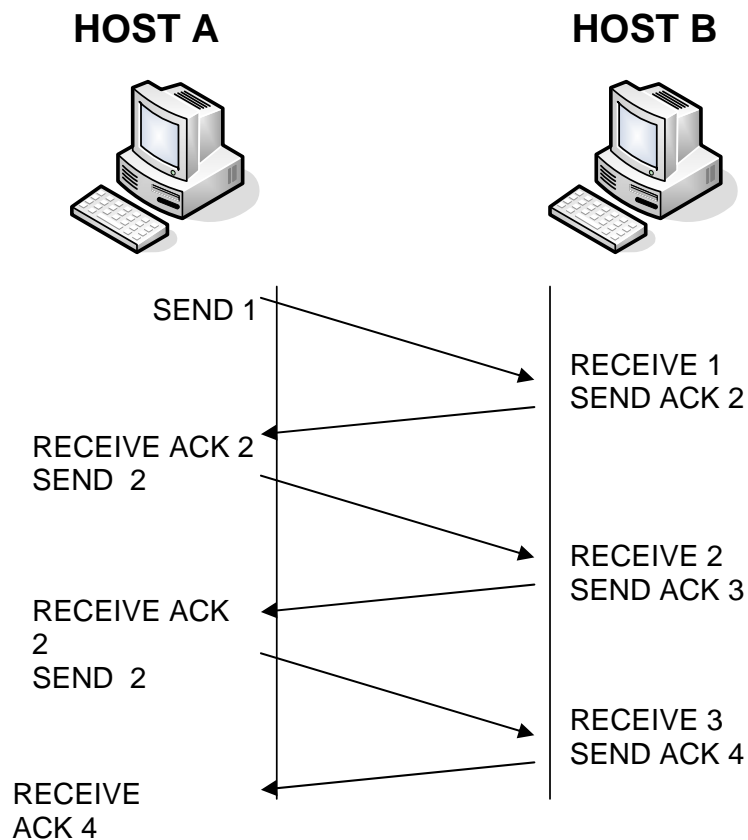 HOST A
HOST B
SEND 1
RECEIVE 1
SEND ACK 2
RECEIVE ACK 2
SEND 2
RECEIVE 2
SEND ACK 3
RECEIVE ACK
2
SEND 2
RECEIVE 3
SEND ACK 4
RECEIVE
ACK 4